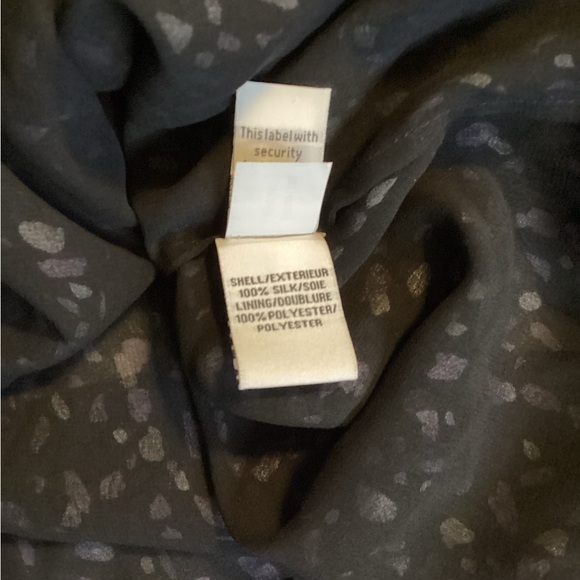 This label with
security
SHELL/EXTERIEUR
100% SILK/SOIE
LINING/DOUBLURE
100% POLYESTER/
POLYESTER